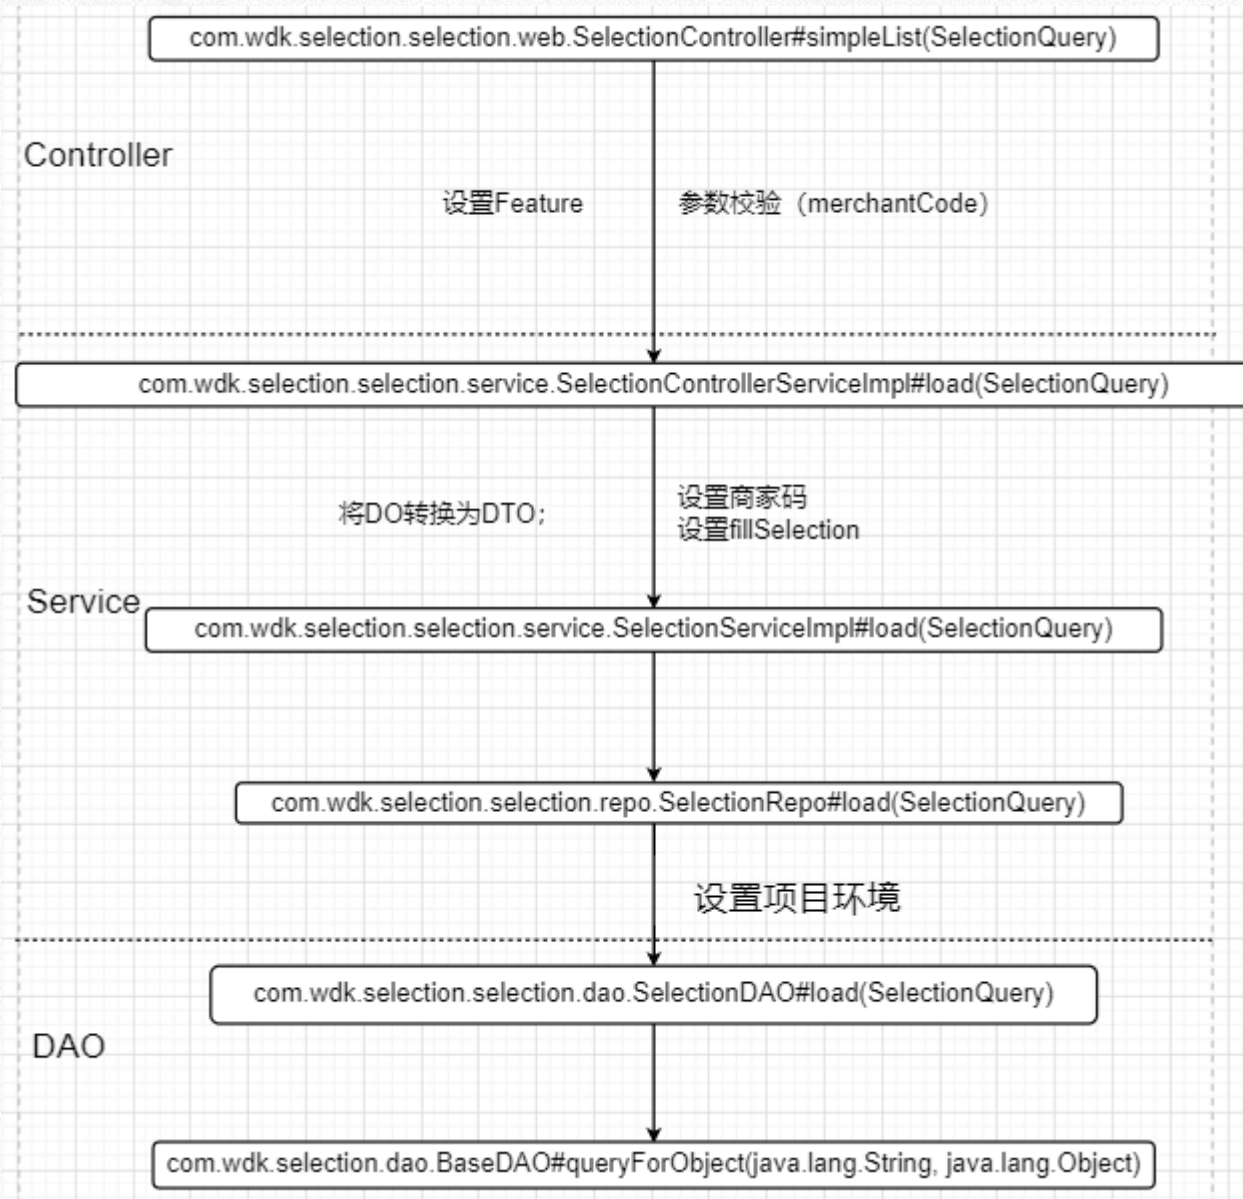 com.wdk.selection.selection.web.SelectionController#simpleList(SelectionQuery)
Controller
设置Feature
参数校验（merchantCode）
com.wdk.selection.selection.service.SelectionControllerServiceImpl#load(SelectionQuery)
将DO转换为DTO；
设置商家码
设置fillSelection
Service
com.wdk.selection.selection.service.SelectionServiceImpl#load(SelectionQuery)
com.wdk.selection.selection.repo.SelectionRepo#load(SelectionQuery)
设置项目环境
com.wdk.selection.selection.dao.SelectionDAO#load(SelectionQuery)
DAO
com.wdk.selection.dao.BaseDAO#queryForObject(java.lang.String, java.lang.Object)